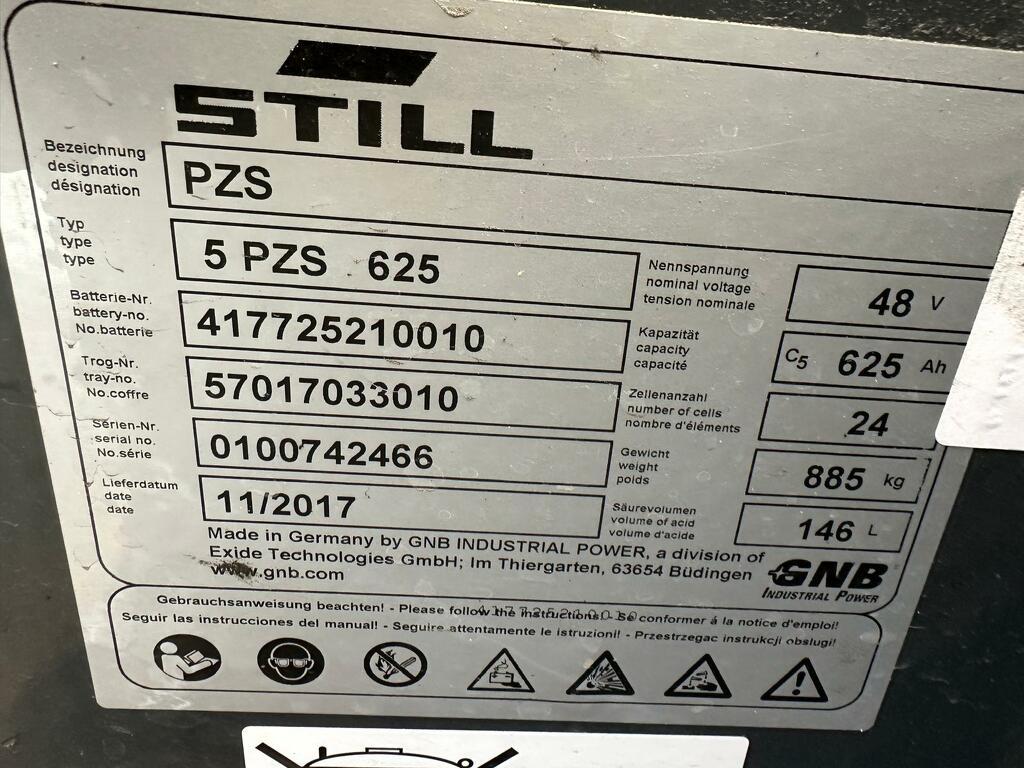 STILL
Bezeichnung
designation
désignation
PZS
Typ
type
type
5 PZS 625
Nennspannung
nominal voltage
tension nominale
48 V
Batterie-Nr.
battery-no.
No.batterie
417725210010
Kapazität
capacity
capacité
C5 625 Ah
Trog-Nr.
tray-no.
No.coffre
57017033010
Zellenanzahl
number of cells
nombre d'éléments
24
Serien-Nr.
serial no.
No.série
0100742466
Gewicht
weight
poids
885 kg
Lieferdatum
date
date
11/2017
Säurevolumen
volume of acid
volume d'acide
146 L
Made in Germany by GNB INDUSTRIAL POWER, a division of
Exide Technologies GmbH; Im Thiergarten, 63654 Büdingen
www.gnb.com
GNB
INDUSTRIAL POWER
417725210010
Gebrauchsanweisung beachten! - Please follow the instructions! - Se conformer á la notice d'emploi!
Seguir las instrucciones del manual! - Seguire attentamente le istruzioni! - Przestrzegac instrukcji obslugi!